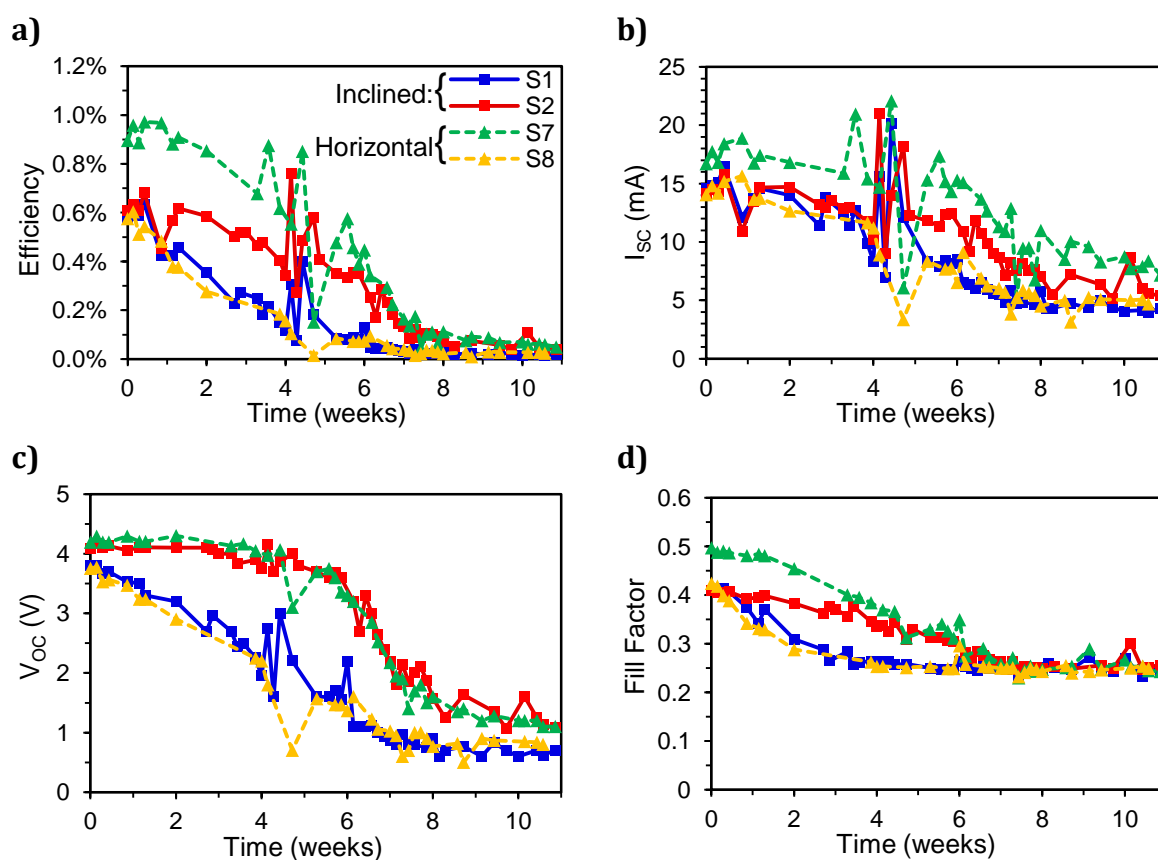 a)
1.2%
1.0%
0.8%
0.6%
0.4%
0.2%
0.0%
Efficiency
0 2 4 6 8 10
Time (weeks)
Inclined:{
S1
S2
Horizontal{
S7
S8
b)
25
20
15
10
5
0
I_SC (mA)
0 2 4 6 8 10
Time (weeks)
c)
5
4
3
2
1
0
V_OC (V)
0 2 4 6 8 10
Time (weeks)
d)
0.6
0.5
0.4
0.3
0.2
0.1
0
Fill Factor
0 2 4 6 8 10
Time (weeks)